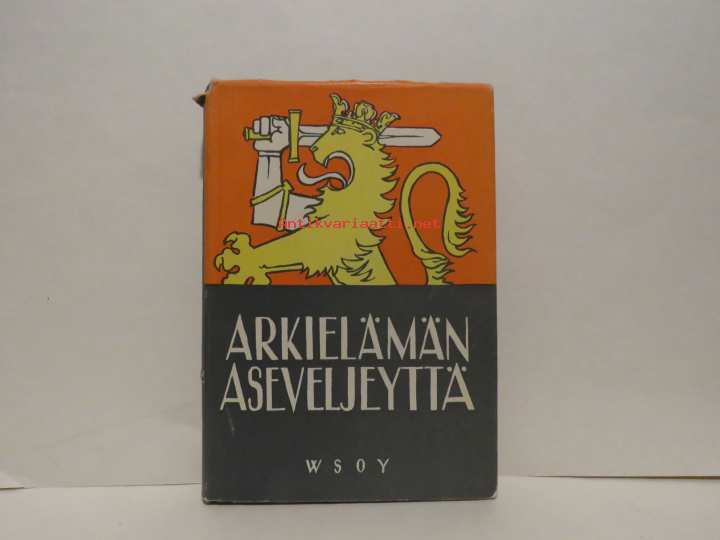 Antikvariaatti.net
ARKIELÄMÄN
ASEVELJEYTTÄ
WSOY